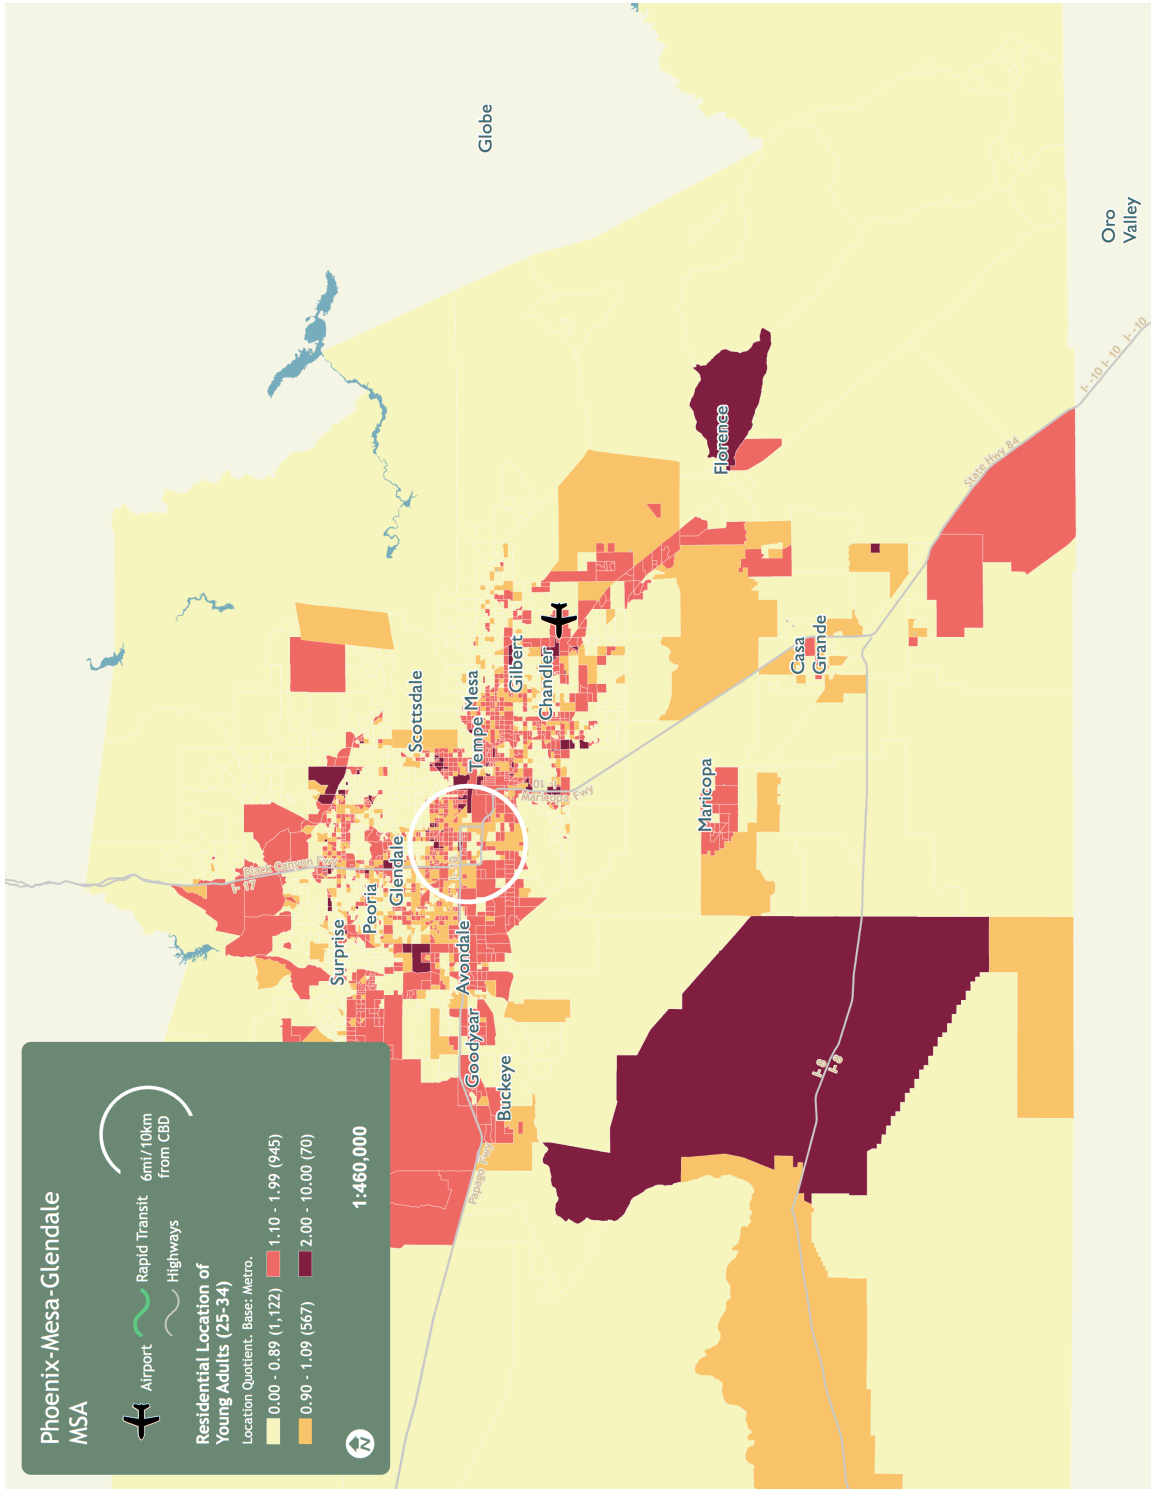 Phoenix-Mesa-Glendale
MSA
Airport
Rapid Transit
Highways
6mi/10km
from CBD
Residential Location of
Young Adults (25-34)
Location Quotient. Base: Metro.
0.00 - 0.89 (1,122)
1.10 - 1.99 (945)
0.90 - 1.09 (567)
2.00 - 10.00 (70)
N
1:460,000
I- 17
Black Canyon Fwy
Surprise
Peoria
Glendale
Scottsdale
Globe
Avondale
I- 10
Tempe
Mesa
Goodyear
Buckeye
Papago Fwy
Gilbert
Chandler
I- 10
Maricopa Fwy
Maricopa
Florence
Casa
Grande
I- 8
I- 8
State Hwy 84
I- -10
I- 10
I- -10
Oro
Valley